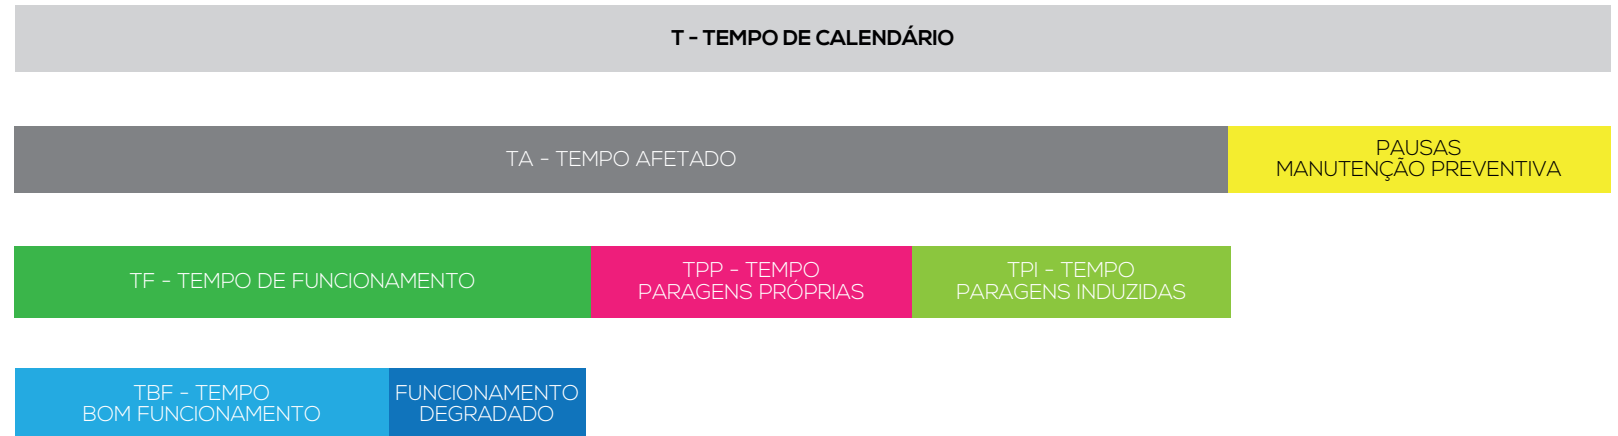 T - TEMPO DE CALENDÁRIO
TA - TEMPO AFETADO
PAUSAS
MANUTENÇÃO PREVENTIVA
TF - TEMPO DE FUNCIONAMENTO
TPP - TEMPO
PARAGENS PRÓPRIAS
TPI - TEMPO
PARAGENS INDUZIDAS
TBF - TEMPO
BOM FUNCIONAMENTO
FUNCIONAMENTO
DEGRADADO